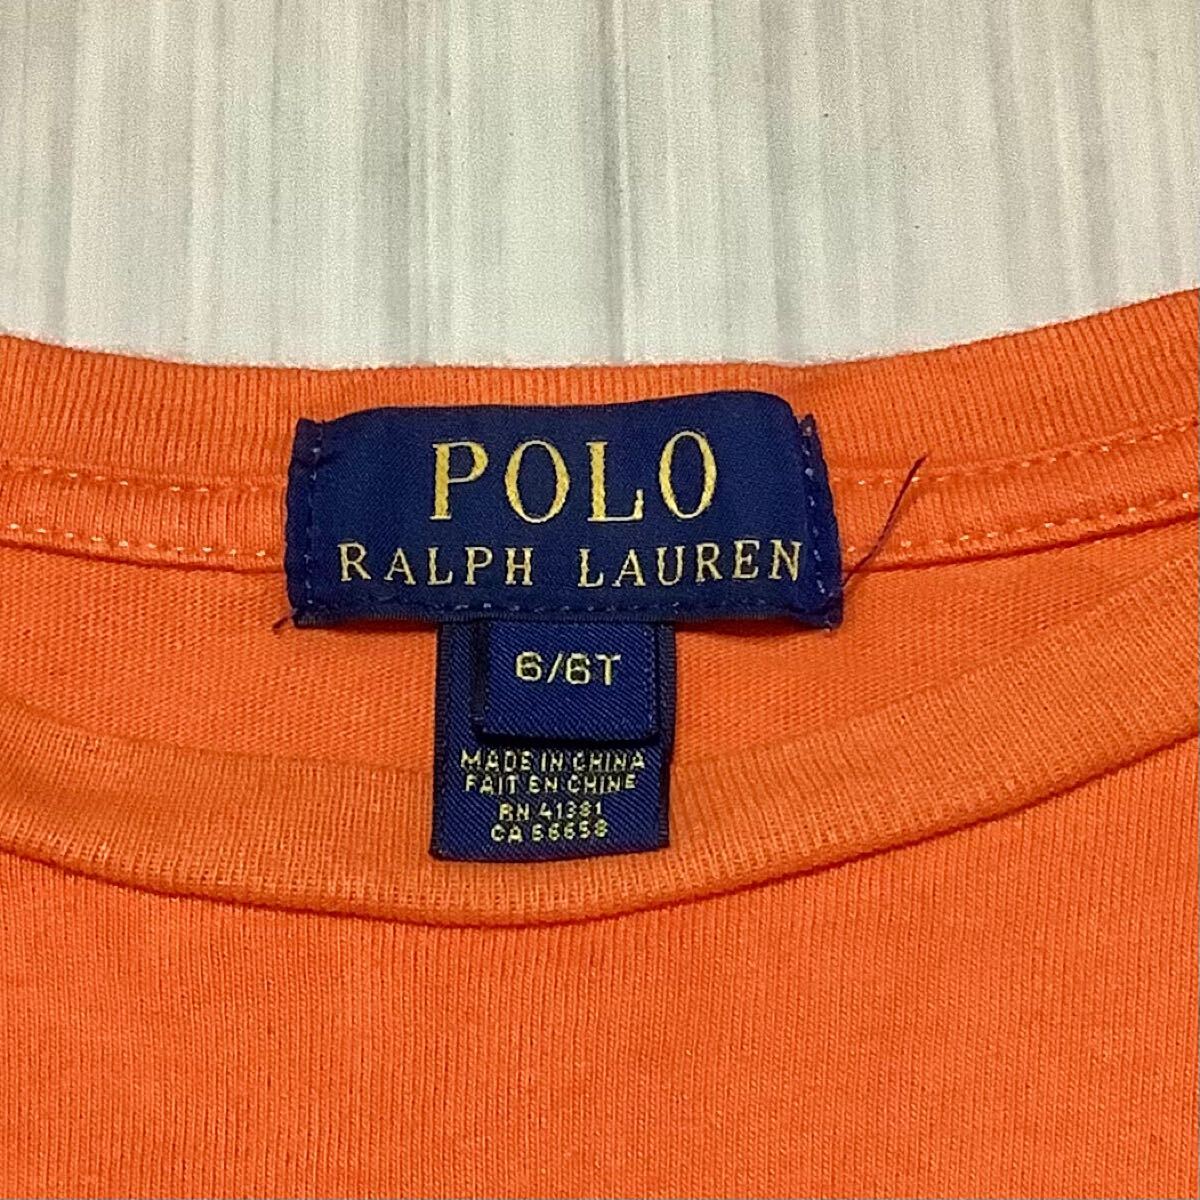 POLO
RALPH LAUREN
6/6T
MADE IN CHINA
FAIT EN CHINE
RN 41381
CA 56658